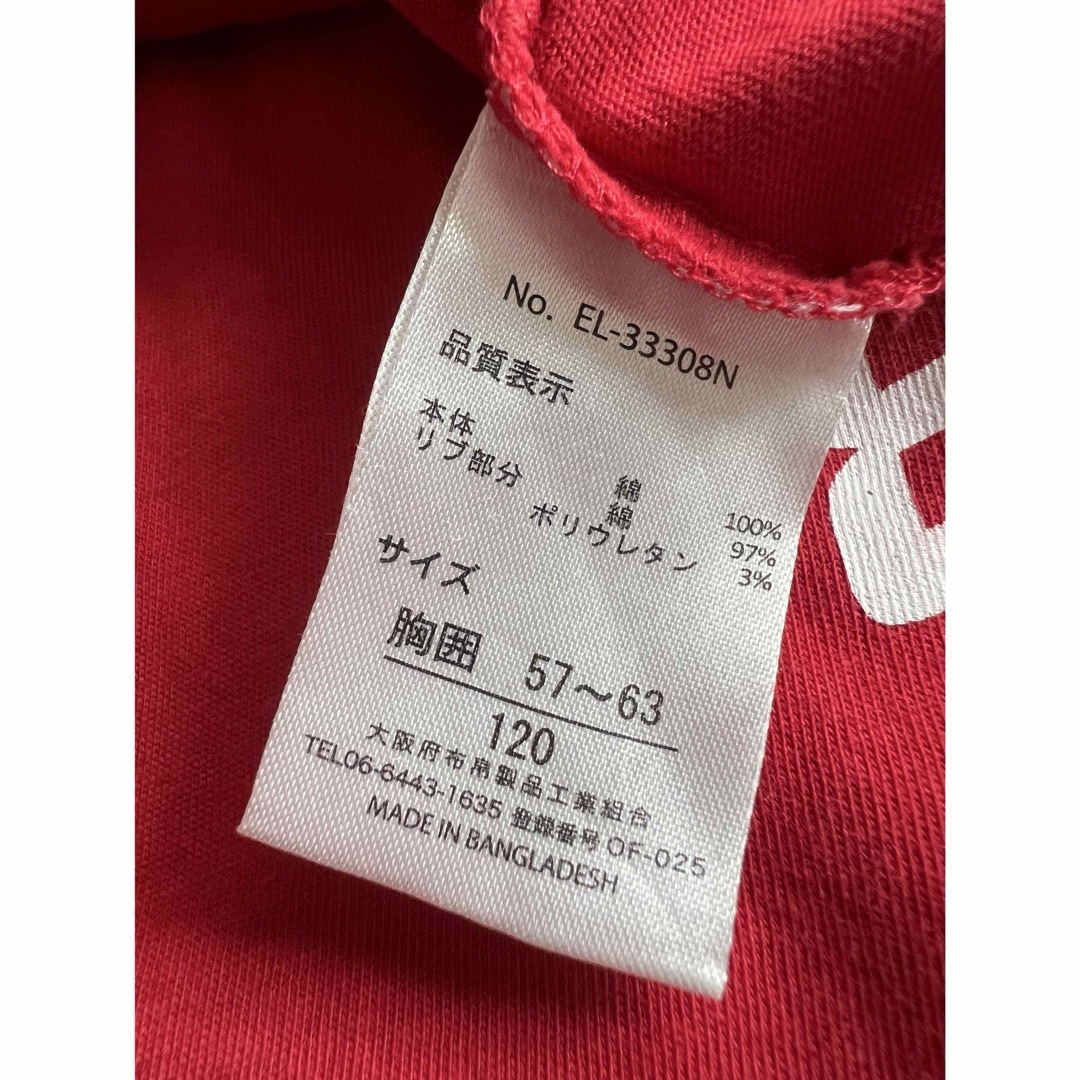 No. EL-33308N
品質表示
本体 綿 100%
リブ部分 綿 97%
ポリウレタン 3%
サイズ
胸囲 57～63
120
大阪府布帛製品工業組合
TEL06-6443-1635 登録番号 OF-025
MADE IN BANGLADESH